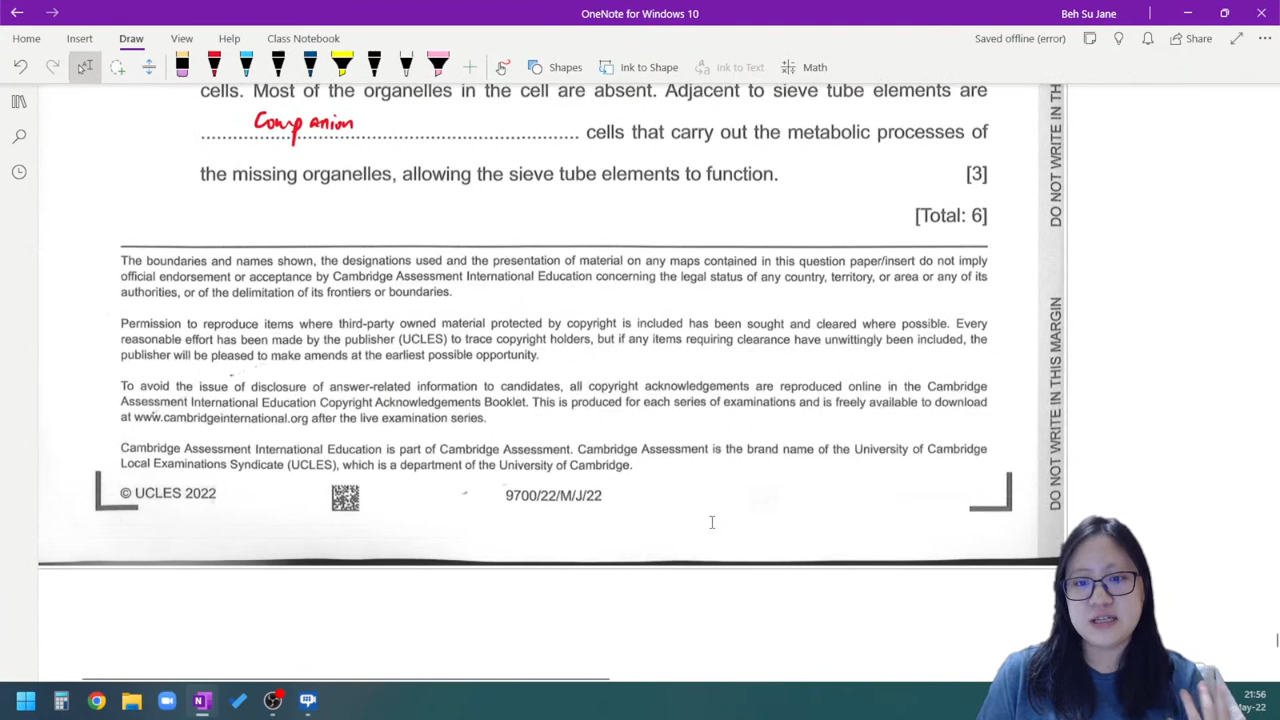 OneNote for Windows 10
Beh Su Jane
Home Insert Draw View Help Class Notebook
Saved offline (error) Share
Shapes Ink to Shape Ink to Text Math
cells. Most of the organelles in the cell are absent. Adjacent to sieve tube elements are
Companion
cells that carry out the metabolic processes of
the missing organelles, allowing the sieve tube elements to function. [3]
[Total: 6]
The boundaries and names shown, the designations used and the presentation of material on any maps contained in this question paper/insert do not imply
official endorsement or acceptance by Cambridge Assessment International Education concerning the legal status of any country, territory, or area or any of its
authorities, or of the delimitation of its frontiers or boundaries.
Permission to reproduce items where third-party owned material protected by copyright is included has been sought and cleared where possible. Every
reasonable effort has been made by the publisher (UCLES) to trace copyright holders, but if any items requiring clearance have unwittingly been included, the
publisher will be pleased to make amends at the earliest possible opportunity.
To avoid the issue of disclosure of answer-related information to candidates, all copyright acknowledgements are reproduced online in the Cambridge
Assessment International Education Copyright Acknowledgements Booklet. This is produced for each series of examinations and is freely available to download
at www.cambridgeinternational.org after the live examination series.
Cambridge Assessment International Education is part of Cambridge Assessment. Cambridge Assessment is the brand name of the University of Cambridge
Local Examinations Syndicate (UCLES), which is a department of the University of Cambridge.
© UCLES 2022 9700/22/M/J/22
DO NOT WRITE IN TH
DO NOT WRITE IN THIS MARGIN
21:56
May-22